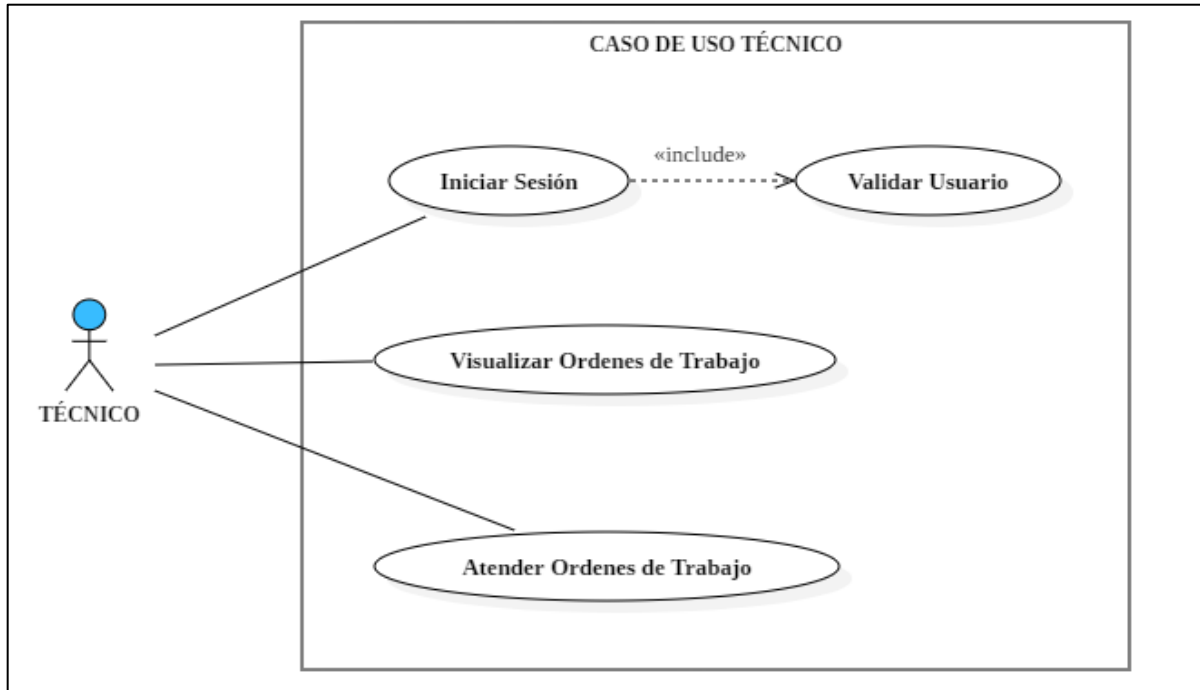 CASO DE USO TÉCNICO
«include»
Iniciar Sesión
Validar Usuario
Visualizar Ordenes de Trabajo
TÉCNICO
Atender Ordenes de Trabajo